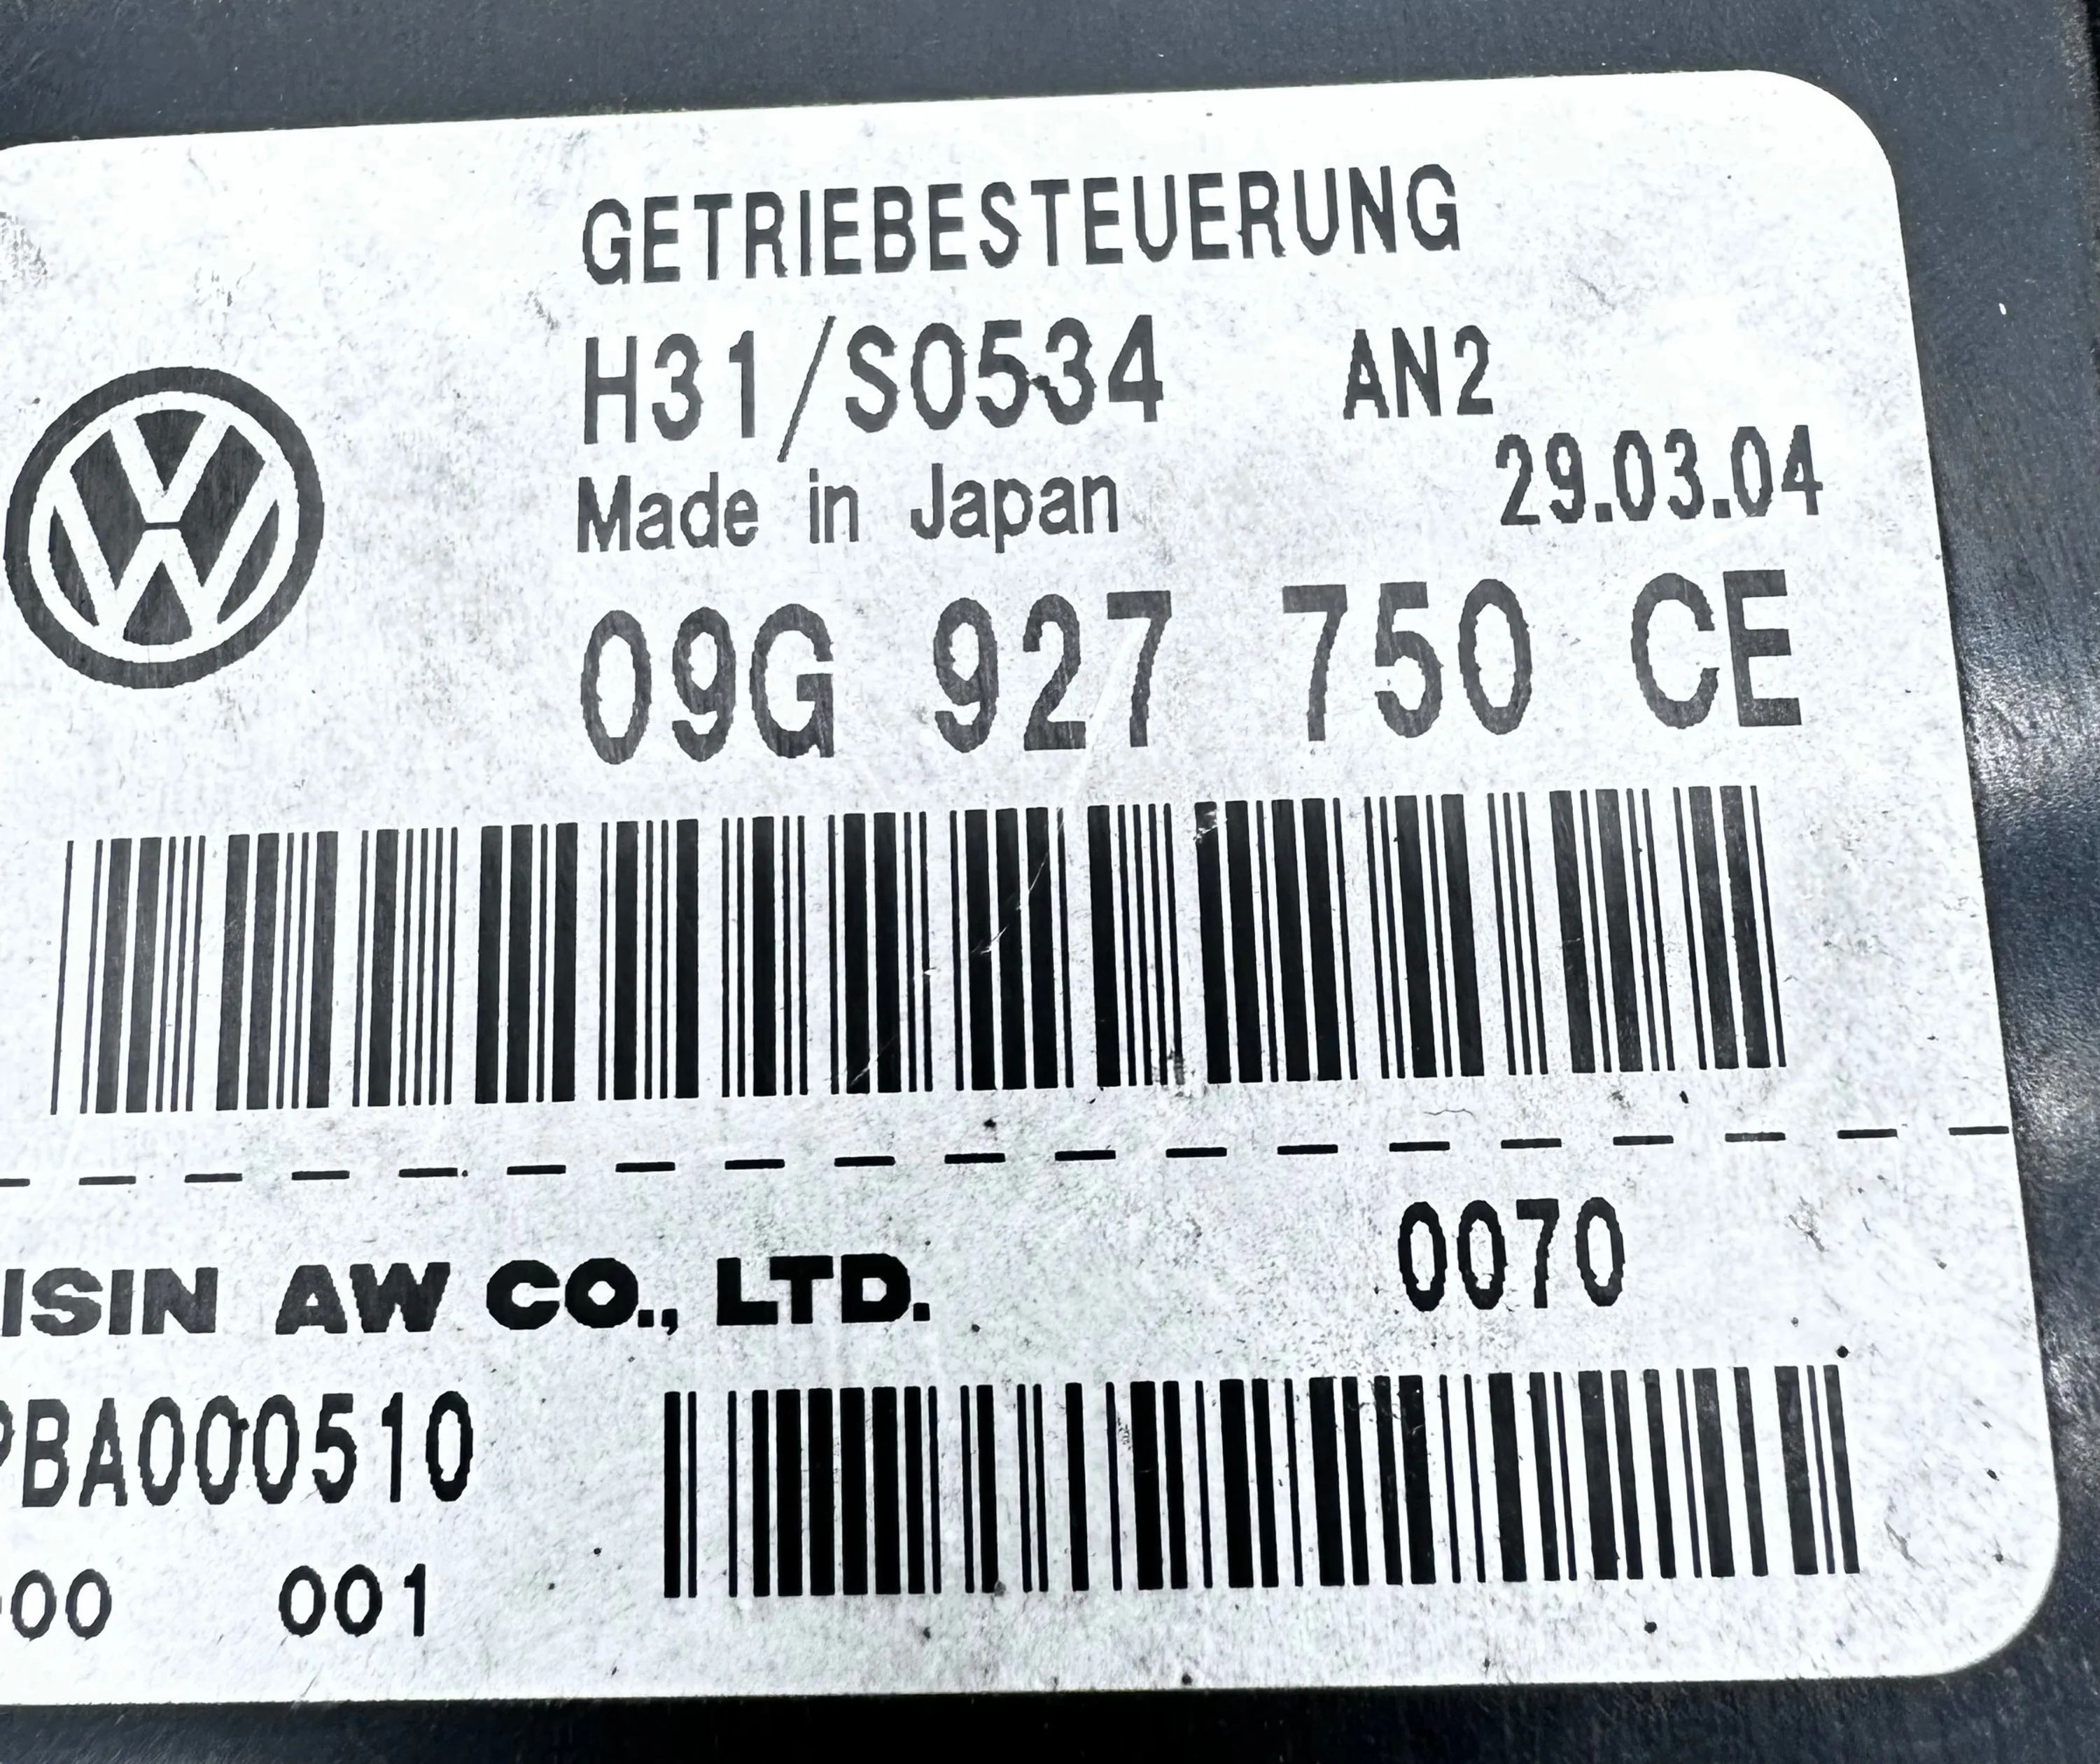 GETRIEBESTEUERUNG
H31/S0534 AN2
Made in Japan 29.03.04
09G 927 750 CE
ISIN AW CO., LTD. 0070
PBA000510
00 001